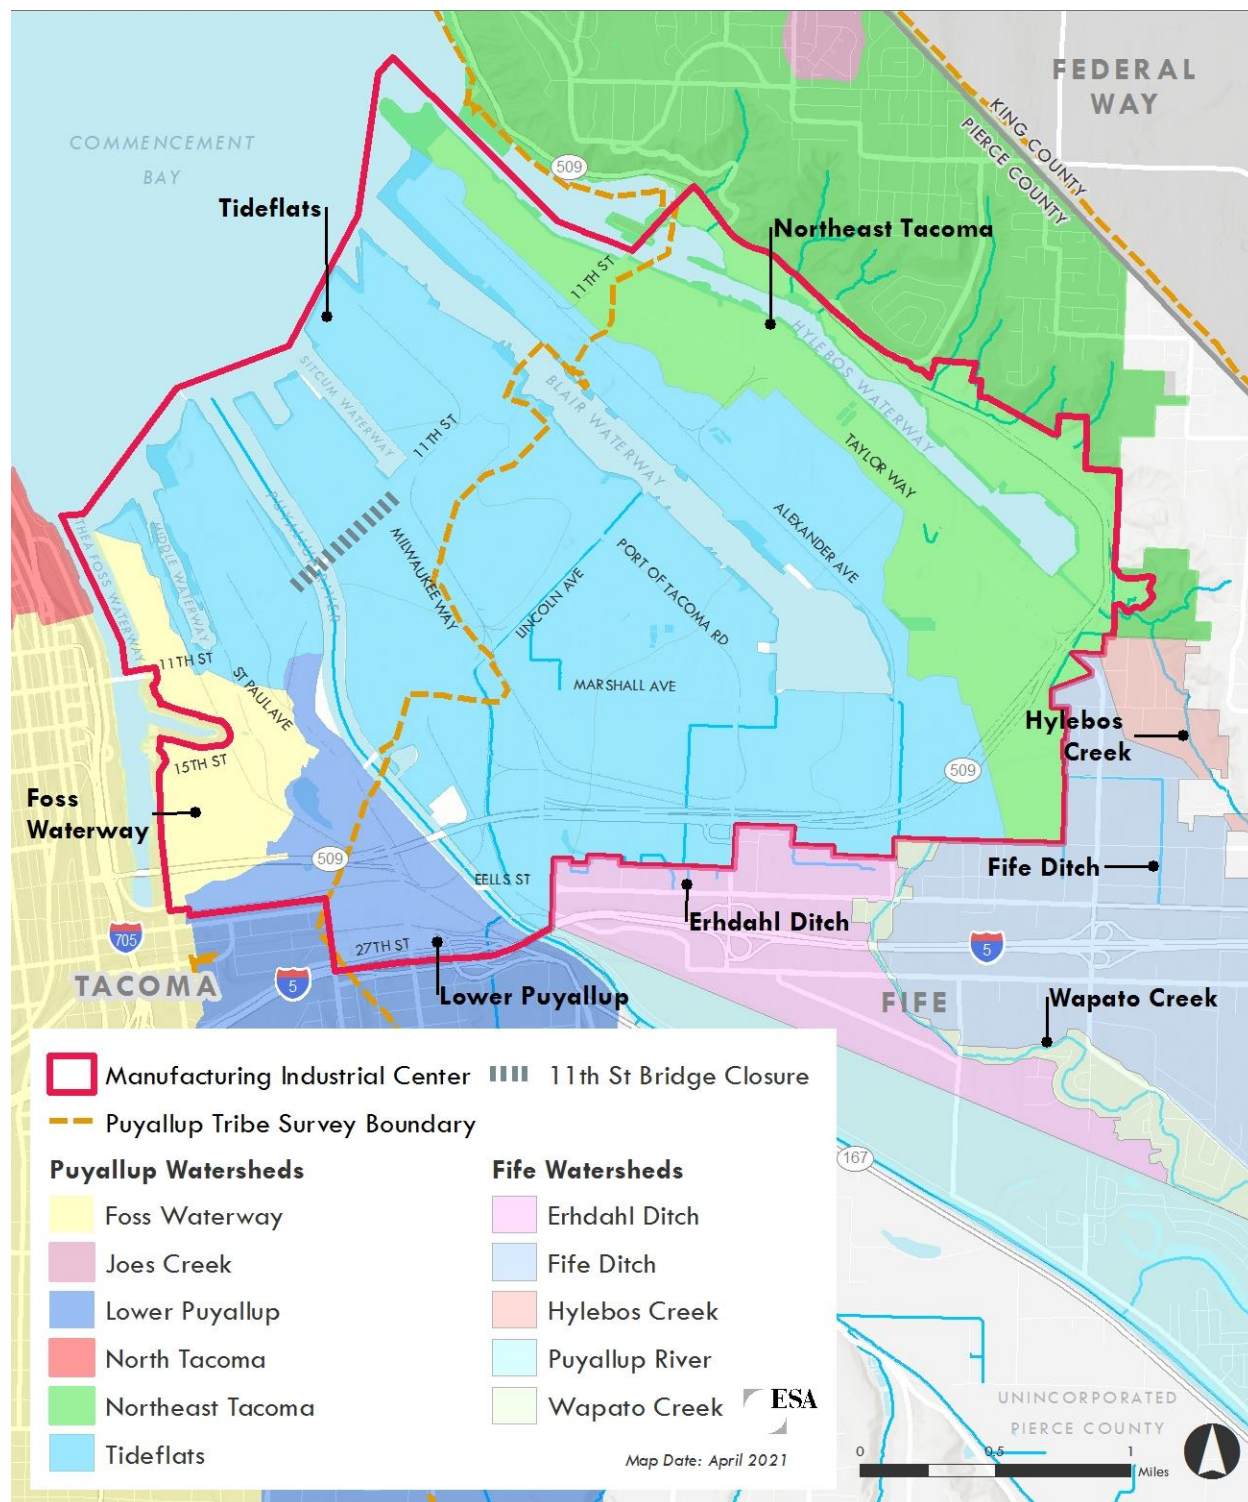 FEDERAL
WAY
KING COUNTY
PIERCE COUNTY
COMMENCEMENT
BAY
509
Tideflats
Northeast Tacoma
11TH ST
HYLEBOS WATERWAY
SITCUM WATERWAY
BLAIR WATERWAY
11TH ST
TAYLOR WAY
PUYALLUP RIVER
ALEXANDER AVE
THEA FOSS WATERWAY
MIDDLE WATERWAY
MILWAUKEE WAY
LINCOLN AVE
PORT OF TACOMA RD
11TH ST
ST PAUL AVE
MARSHALL AVE
Hylebos
Creek
15TH ST
509
Foss
Waterway
509
Fife Ditch
EELLS ST
Erhdahl Ditch
705
27TH ST
5
5
TACOMA
Lower Puyallup
FIFE
Wapato Creek
167
Manufacturing Industrial Center
11th St Bridge Closure
Puyallup Tribe Survey Boundary
Puyallup Watersheds
Foss Waterway
Joes Creek
Lower Puyallup
North Tacoma
Northeast Tacoma
Tideflats
Fife Watersheds
Erhdahl Ditch
Fife Ditch
Hylebos Creek
Puyallup River
Wapato Creek
ESA
Map Date: April 2021
UNINCORPORATED
PIERCE COUNTY
0 0.5 1
Miles